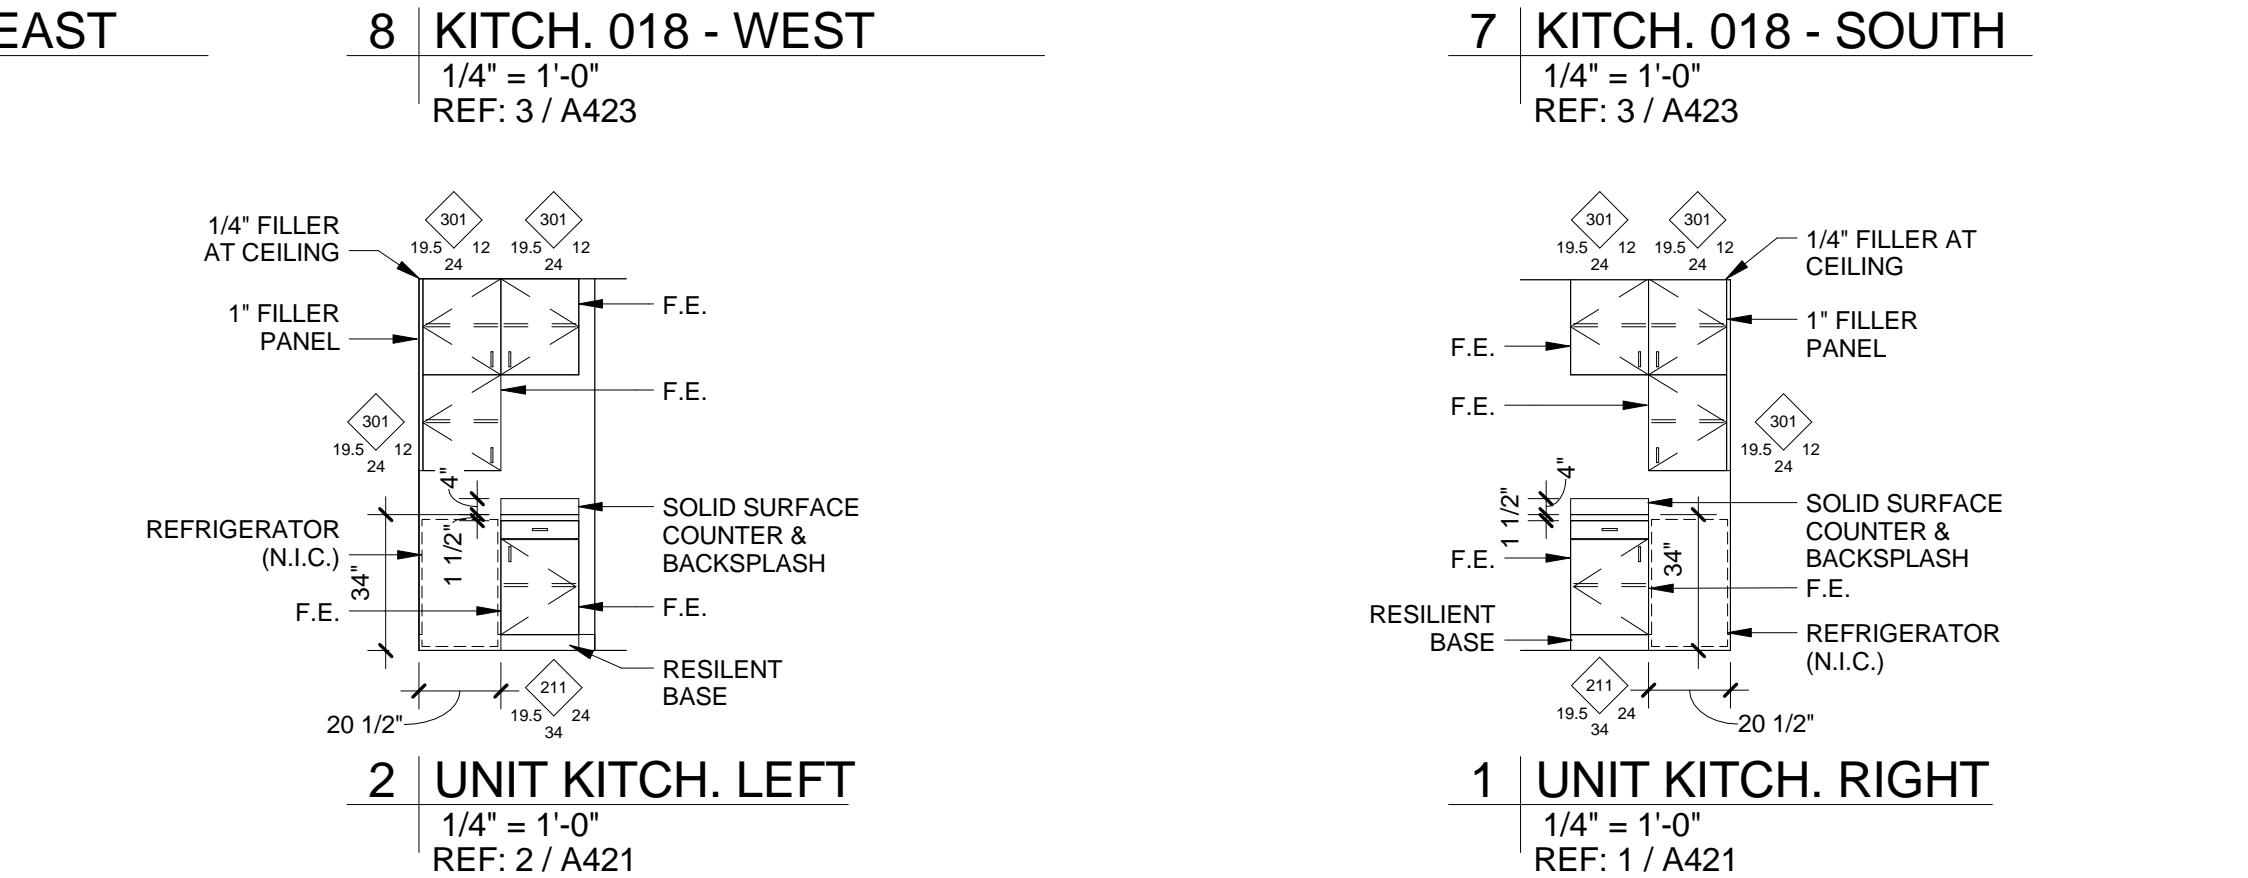 EAST
8 KITCH. 018 - WEST
1/4" = 1'-0"
REF: 3 / A423
7 KITCH. 018 - SOUTH
1/4" = 1'-0"
REF: 3 / A423
301
19.5 12
24
301
19.5 12
24
1/4" FILLER
AT CEILING
1" FILLER
PANEL
F.E.
F.E.
301
19.5 12
24
4"
1 1/2"
34"
REFRIGERATOR
(N.I.C.)
F.E.
SOLID SURFACE
COUNTER &
BACKSPLASH
F.E.
RESILENT
BASE
211
19.5 24
34
20 1/2"
2 UNIT KITCH. LEFT
1/4" = 1'-0"
REF: 2 / A421
301
19.5 12
24
301
19.5 12
24
1/4" FILLER AT
CEILING
1" FILLER
PANEL
F.E.
F.E.
301
19.5 12
24
4"
1 1/2"
34"
SOLID SURFACE
COUNTER &
BACKSPLASH
F.E.
F.E.
RESILIENT
BASE
REFRIGERATOR
(N.I.C.)
211
19.5 24
34
20 1/2"
1 UNIT KITCH. RIGHT
1/4" = 1'-0"
REF: 1 / A421